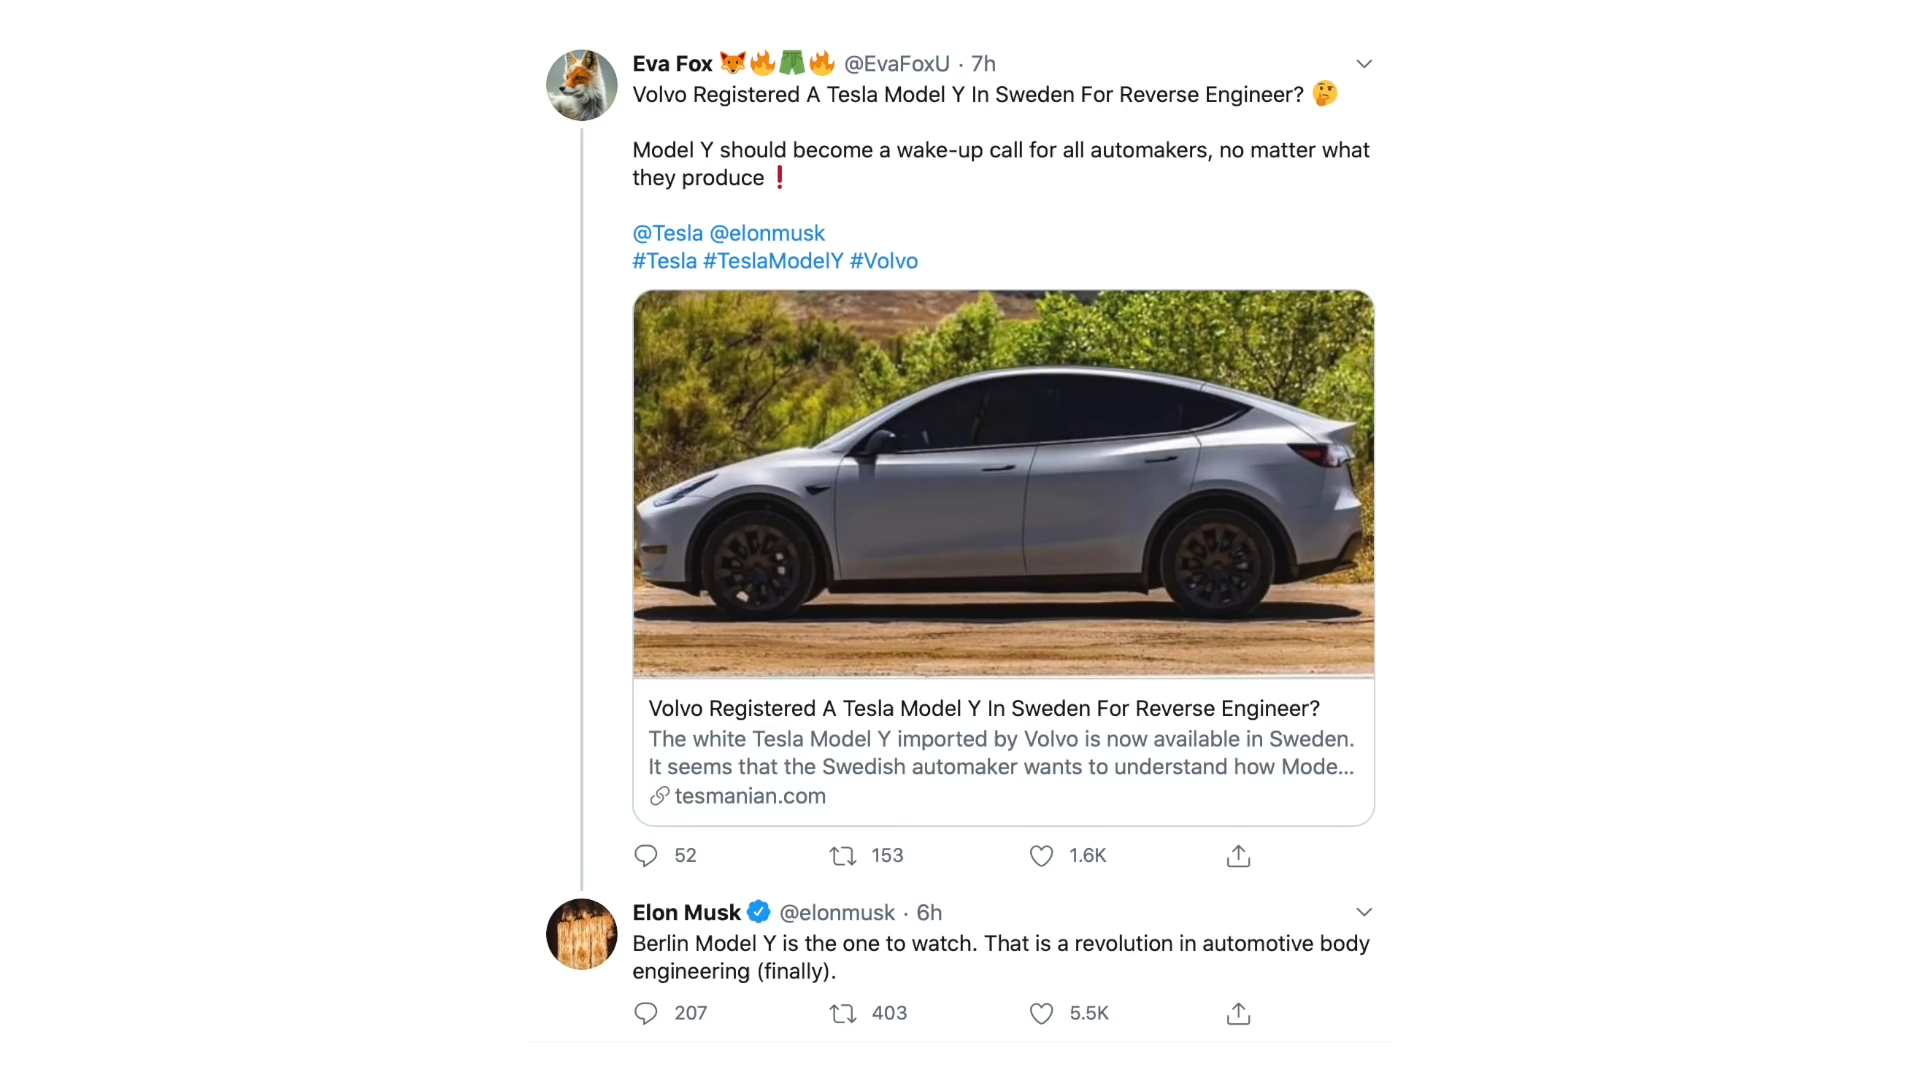 Eva Fox 🦊🔥🩳🔥 @EvaFoxU · 7h
Volvo Registered A Tesla Model Y In Sweden For Reverse Engineer? 🤔
Model Y should become a wake-up call for all automakers, no matter what
they produce❗
@Tesla @elonmusk
#Tesla #TeslaModelY #Volvo
Volvo Registered A Tesla Model Y In Sweden For Reverse Engineer?
The white Tesla Model Y imported by Volvo is now available in Sweden.
It seems that the Swedish automaker wants to understand how Mode...
tesmanian.com
52 153 1.6K
Elon Musk @elonmusk · 6h
Berlin Model Y is the one to watch. That is a revolution in automotive body
engineering (finally).
207 403 5.5K